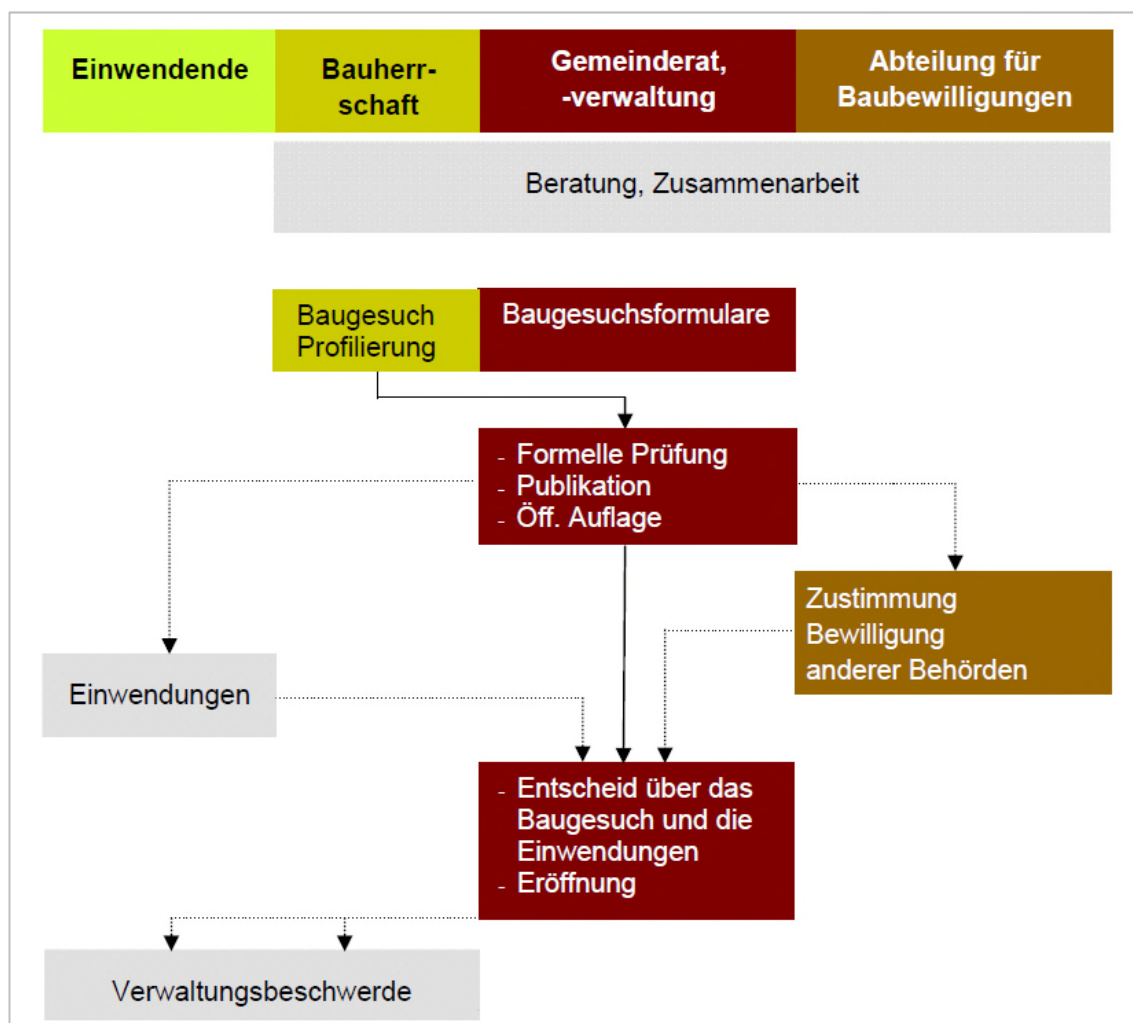 Einwendende
Bauherr-
schaft
Gemeinderat,
-verwaltung
Abteilung für
Baubewilligungen
Beratung, Zusammenarbeit
Baugesuch
Profilierung
Baugesuchsformulare
- Formelle Prüfung
- Publikation
- Öff. Auflage
Zustimmung
Bewilligung
anderer Behörden
Einwendungen
- Entscheid über das
Baugesuch und die
Einwendungen
- Eröffnung
Verwaltungsbeschwerde